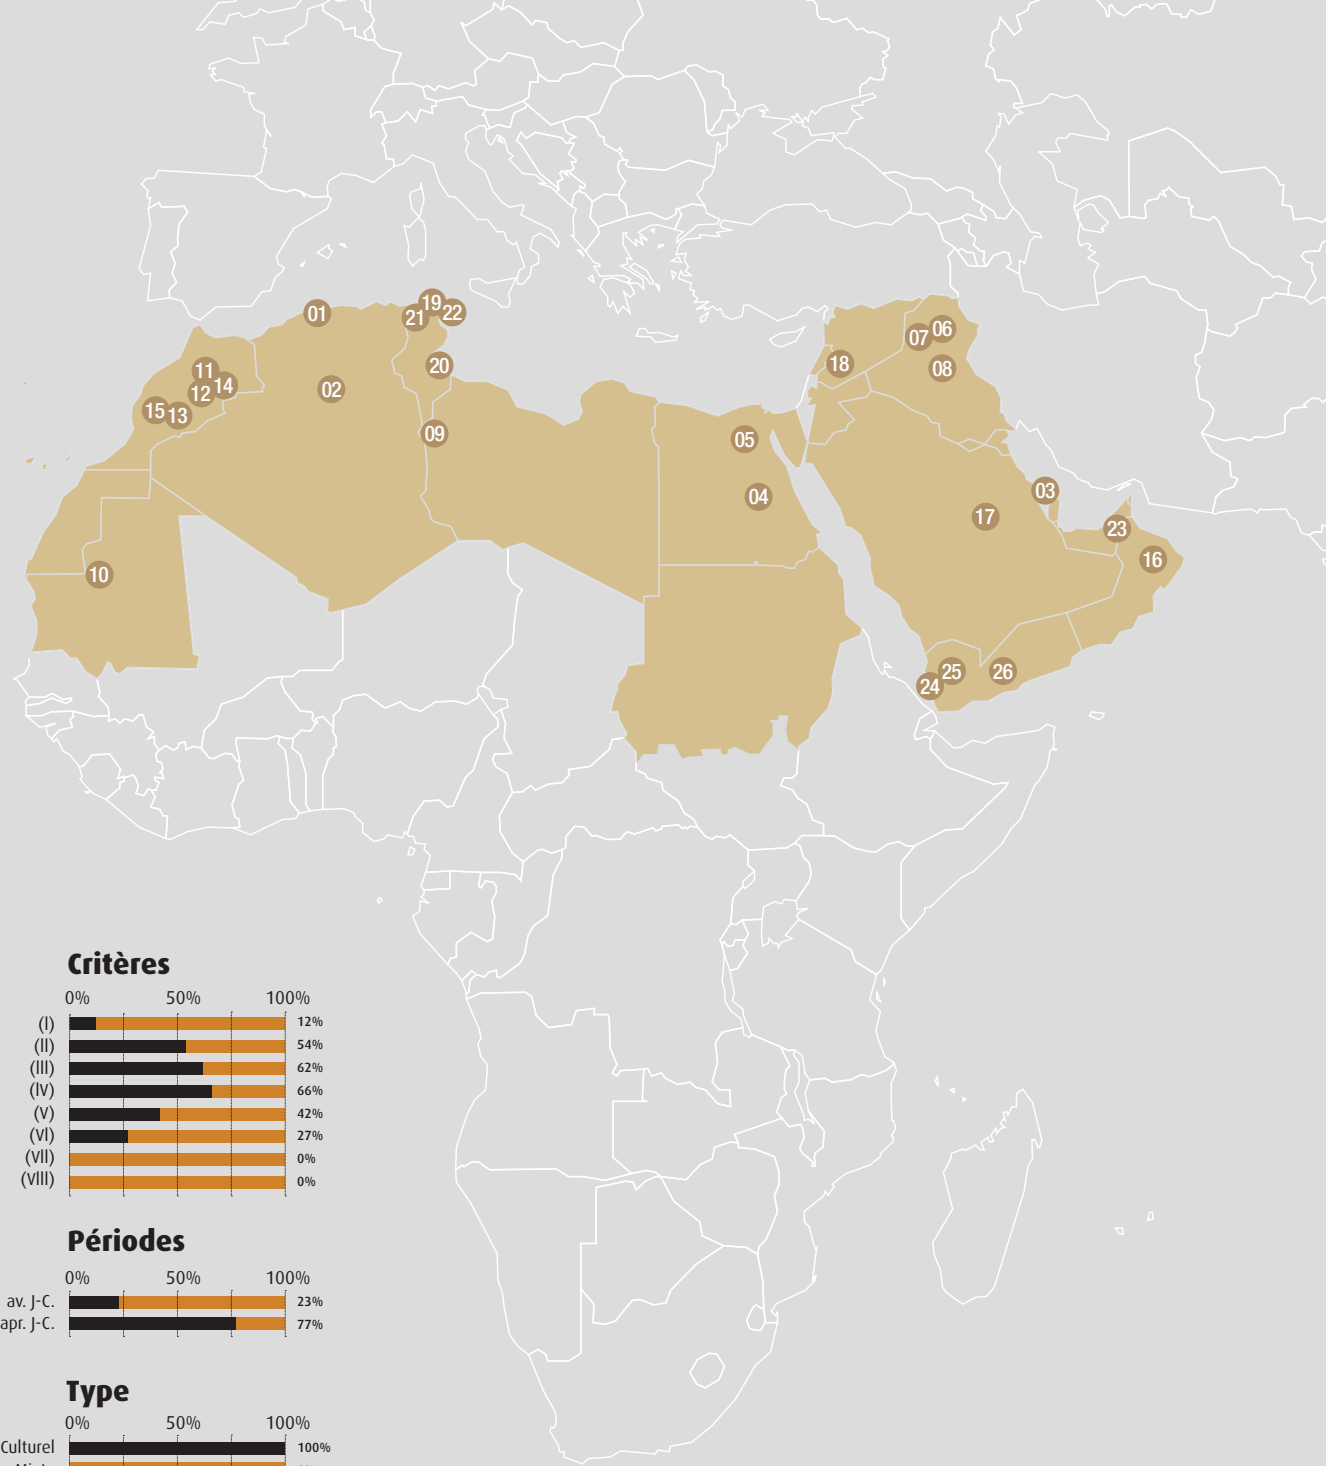 19
01
22
21
06
07
18
20
08
11
14
02
12
15
13
09
05
03
04
17
23
16
10
25
26
24
Critères
0% 50% 100%
(I) 12%
(II) 54%
(III) 62%
(IV) 66%
(V) 42%
(VI) 27%
(VII) 0%
(VIII) 0%
Périodes
0% 50% 100%
av. J-C. 23%
apr. J-C. 77%
Type
0% 50% 100%
Culturel 100%